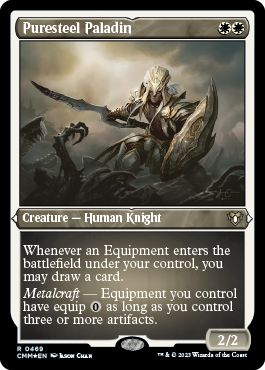 Puresteel Paladin
Creature — Human Knight
Whenever an Equipment enters the
battlefield under your control, you
may draw a card.
Metalcraft — Equipment you control
have equip 0 as long as you control
three or more artifacts.
2/2
R 0469
CMM★EN Jason Chan
™ & © 2023 Wizards of the Coast